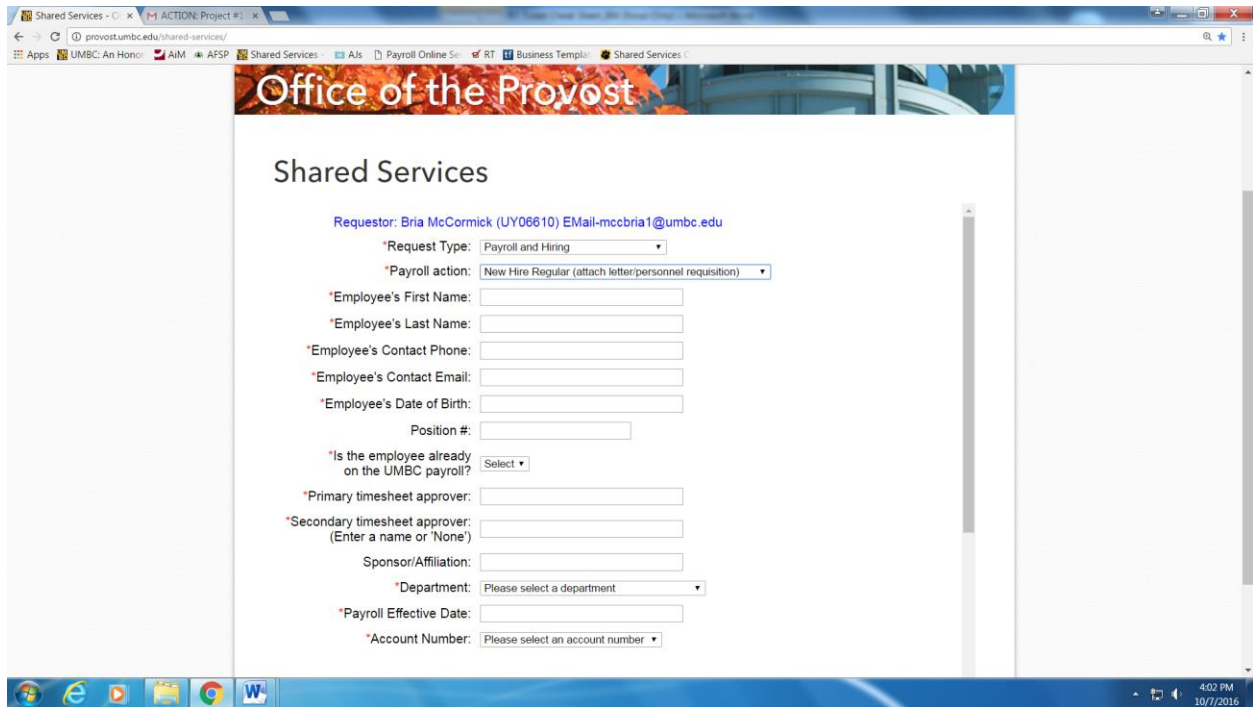 Shared Services - O
ACTION: Project #1
provost.umbc.edu/shared-services/
Apps UMBC: An Honor AiM AFSP Shared Services - AJs Payroll Online Se RT Business Templa Shared Services C
Office of the Provost
Shared Services
Requestor: Bria McCormick (UY06610) EMail-mccbria1@umbc.edu
*Request Type: Payroll and Hiring
*Payroll action: New Hire Regular (attach letter/personnel requisition)
*Employee's First Name:
*Employee's Last Name:
*Employee's Contact Phone:
*Employee's Contact Email:
*Employee's Date of Birth:
Position #:
*Is the employee already
on the UMBC payroll? Select
*Primary timesheet approver:
*Secondary timesheet approver:
(Enter a name or 'None')
Sponsor/Affiliation:
*Department: Please select a department
*Payroll Effective Date:
*Account Number: Please select an account number
4:02 PM
10/7/2016